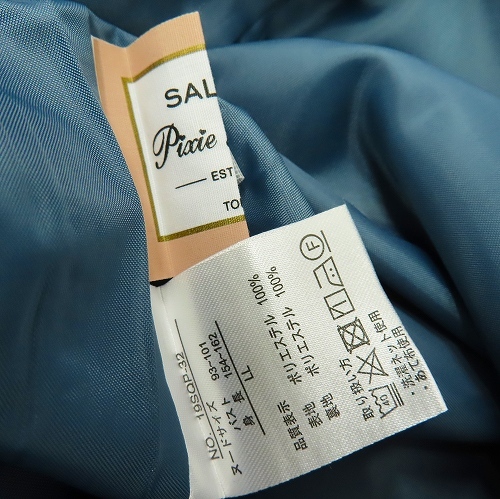 SAL
Pixie
EST
TO
NO. 19SQP-32
ヌードサイズ
バスト 93-101
身長 154-162
LL
品質表示
表地 ポリエステル 100%
裏地 ポリエステル 100%
取り扱い方
40
F
・洗濯ネット使用
・あて布使用